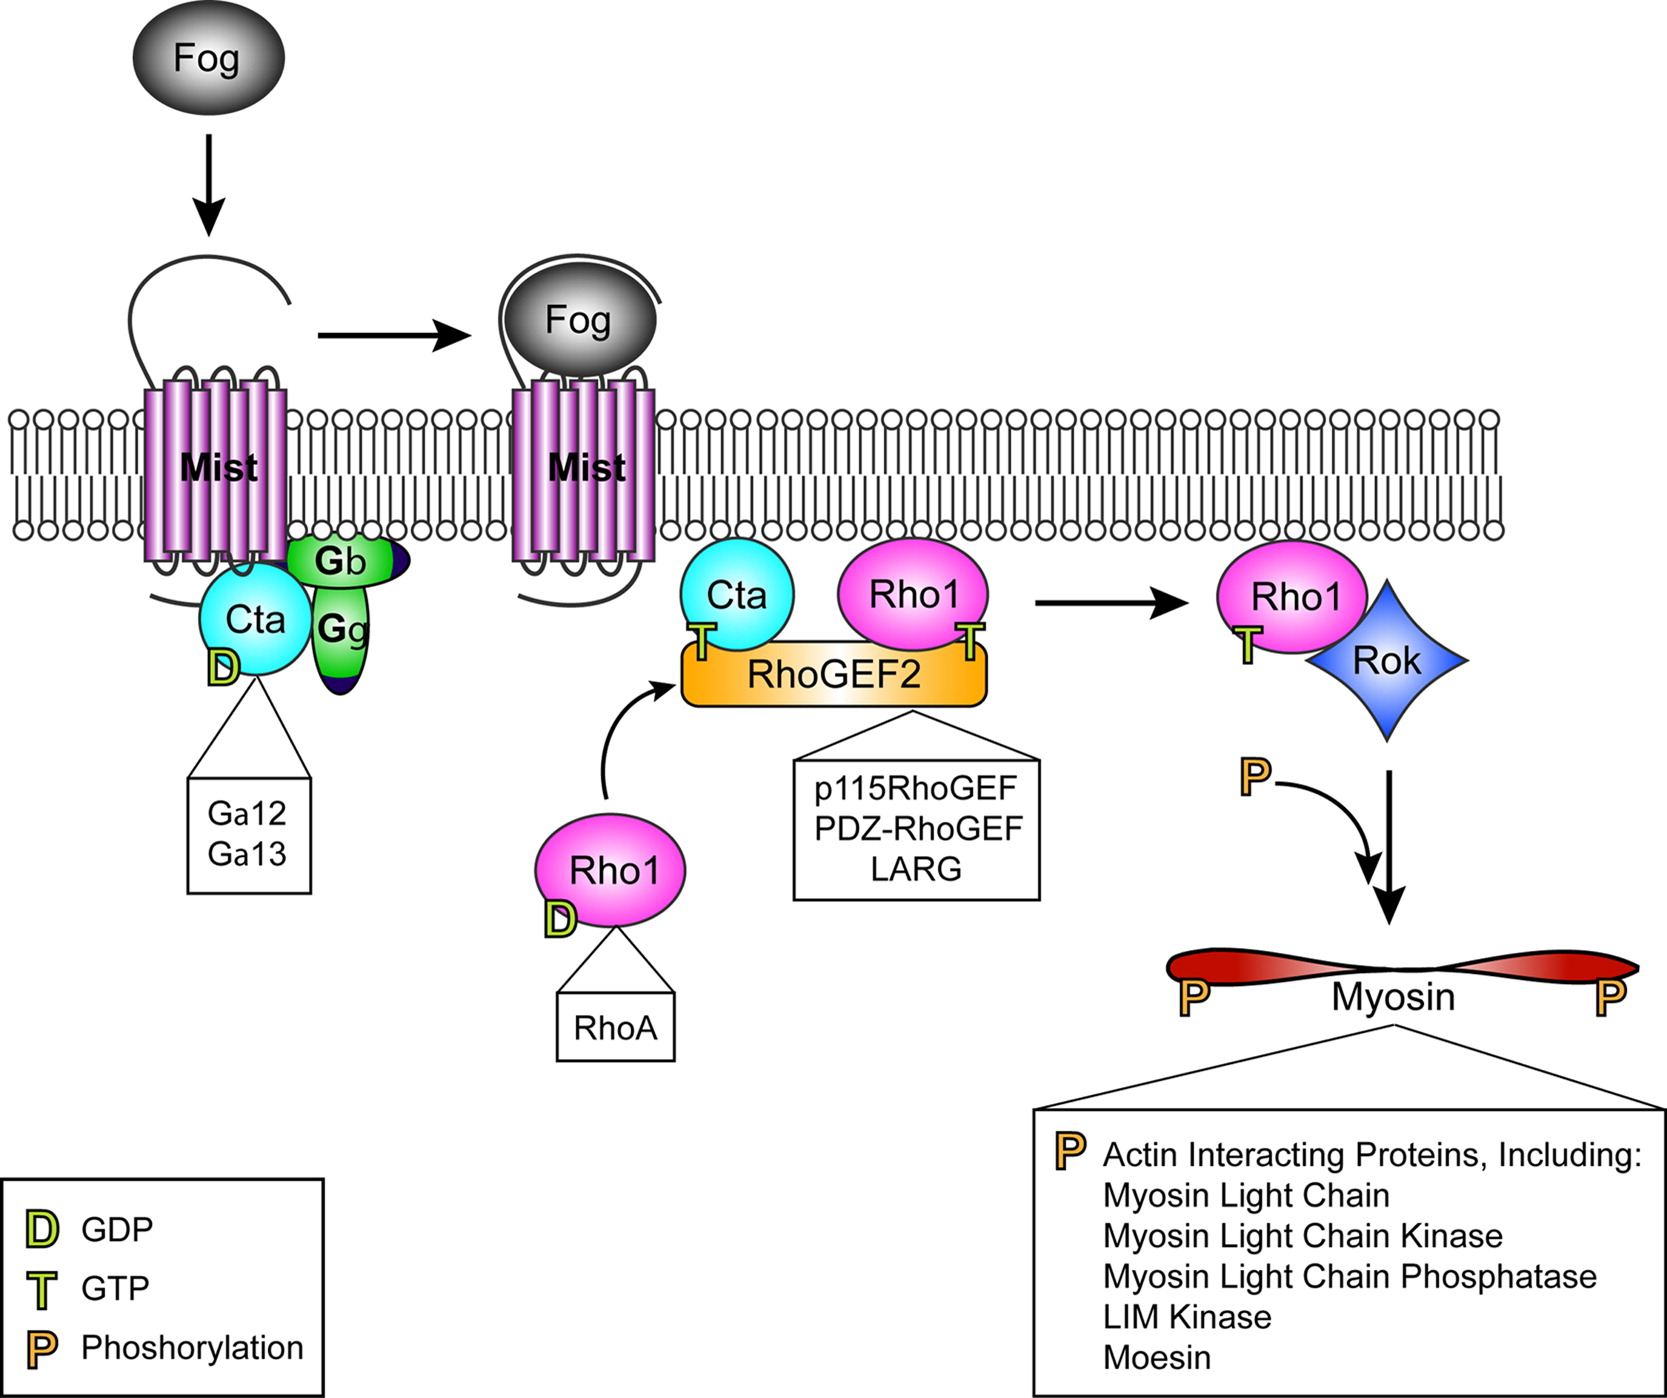 Fog
Fog
Mist
Mist
Gb
Gg
Cta
D
Cta
T
Rho1
T
RhoGEF2
Rho1
T
Rok
Ga12
Ga13
p115RhoGEF
PDZ-RhoGEF
LARG
Rho1
D
RhoA
P
P
P
Myosin
P Actin Interacting Proteins, Including:
Myosin Light Chain
Myosin Light Chain Kinase
Myosin Light Chain Phosphatase
LIM Kinase
Moesin
D GDP
T GTP
P Phoshorylation